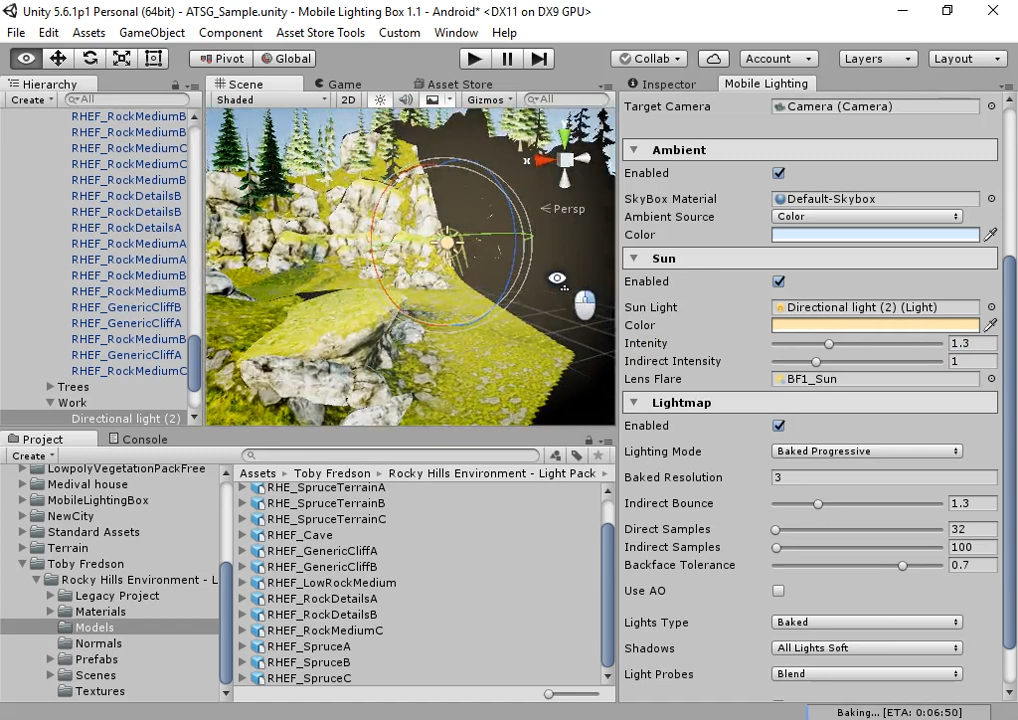 Unity 5.6.1p1 Personal (64bit) - ATSG_Sample.unity - Mobile Lighting Box 1.1 - Android* <DX11 on DX9 GPU>
File Edit Assets GameObject Component Asset Store Tools Custom Window Help
Pivot Global Collab Account Layers Layout
Hierarchy
Create All
RHEF_RockMediumB
RHEF_RockMediumB
RHEF_RockMediumC
RHEF_RockMediumC
RHEF_RockMediumB
RHEF_RockDetailsB
RHEF_RockDetailsB
RHEF_RockDetailsA
RHEF_RockMediumA
RHEF_RockMediumA
RHEF_RockMediumB
RHEF_RockMediumB
RHEF_GenericCliffB
RHEF_GenericCliffA
RHEF_RockMediumB
RHEF_GenericCliffA
RHEF_RockMediumC
Trees
Work
Directional light (2)
Scene Game Asset Store
Shaded 2D Gizmos All
x
Persp
Inspector Mobile Lighting
Target Camera Camera (Camera)
Ambient
Enabled
SkyBox Material Default-Skybox
Ambient Source Color
Color
Sun
Enabled
Sun Light Directional light (2) (Light)
Color
Intenity 1.3
Indirect Intensity 1
Lens Flare BF1_Sun
Lightmap
Enabled
Lighting Mode Baked Progressive
Baked Resolution 3
Indirect Bounce 1.3
Direct Samples 32
Indirect Samples 100
Backface Tolerance 0.7
Use AO
Lights Type Baked
Shadows All Lights Soft
Light Probes Blend
Project Console
Create
LowpolyVegetationPackFree
Medival house
MobileLightingBox
NewCity
Standard Assets
Terrain
Toby Fredson
Rocky Hills Environment - L
Legacy Project
Materials
Models
Normals
Prefabs
Scenes
Textures
Assets Toby Fredson Rocky Hills Environment - Light Pack
RHE_SpruceTerrainA
RHE_SpruceTerrainB
RHE_SpruceTerrainC
RHEF_Cave
RHEF_GenericCliffA
RHEF_GenericCliffB
RHEF_LowRockMedium
RHEF_RockDetailsA
RHEF_RockDetailsB
RHEF_RockMediumC
RHEF_SpruceA
RHEF_SpruceB
RHEF_SpruceC
Baking... [ETA: 0:06:50]